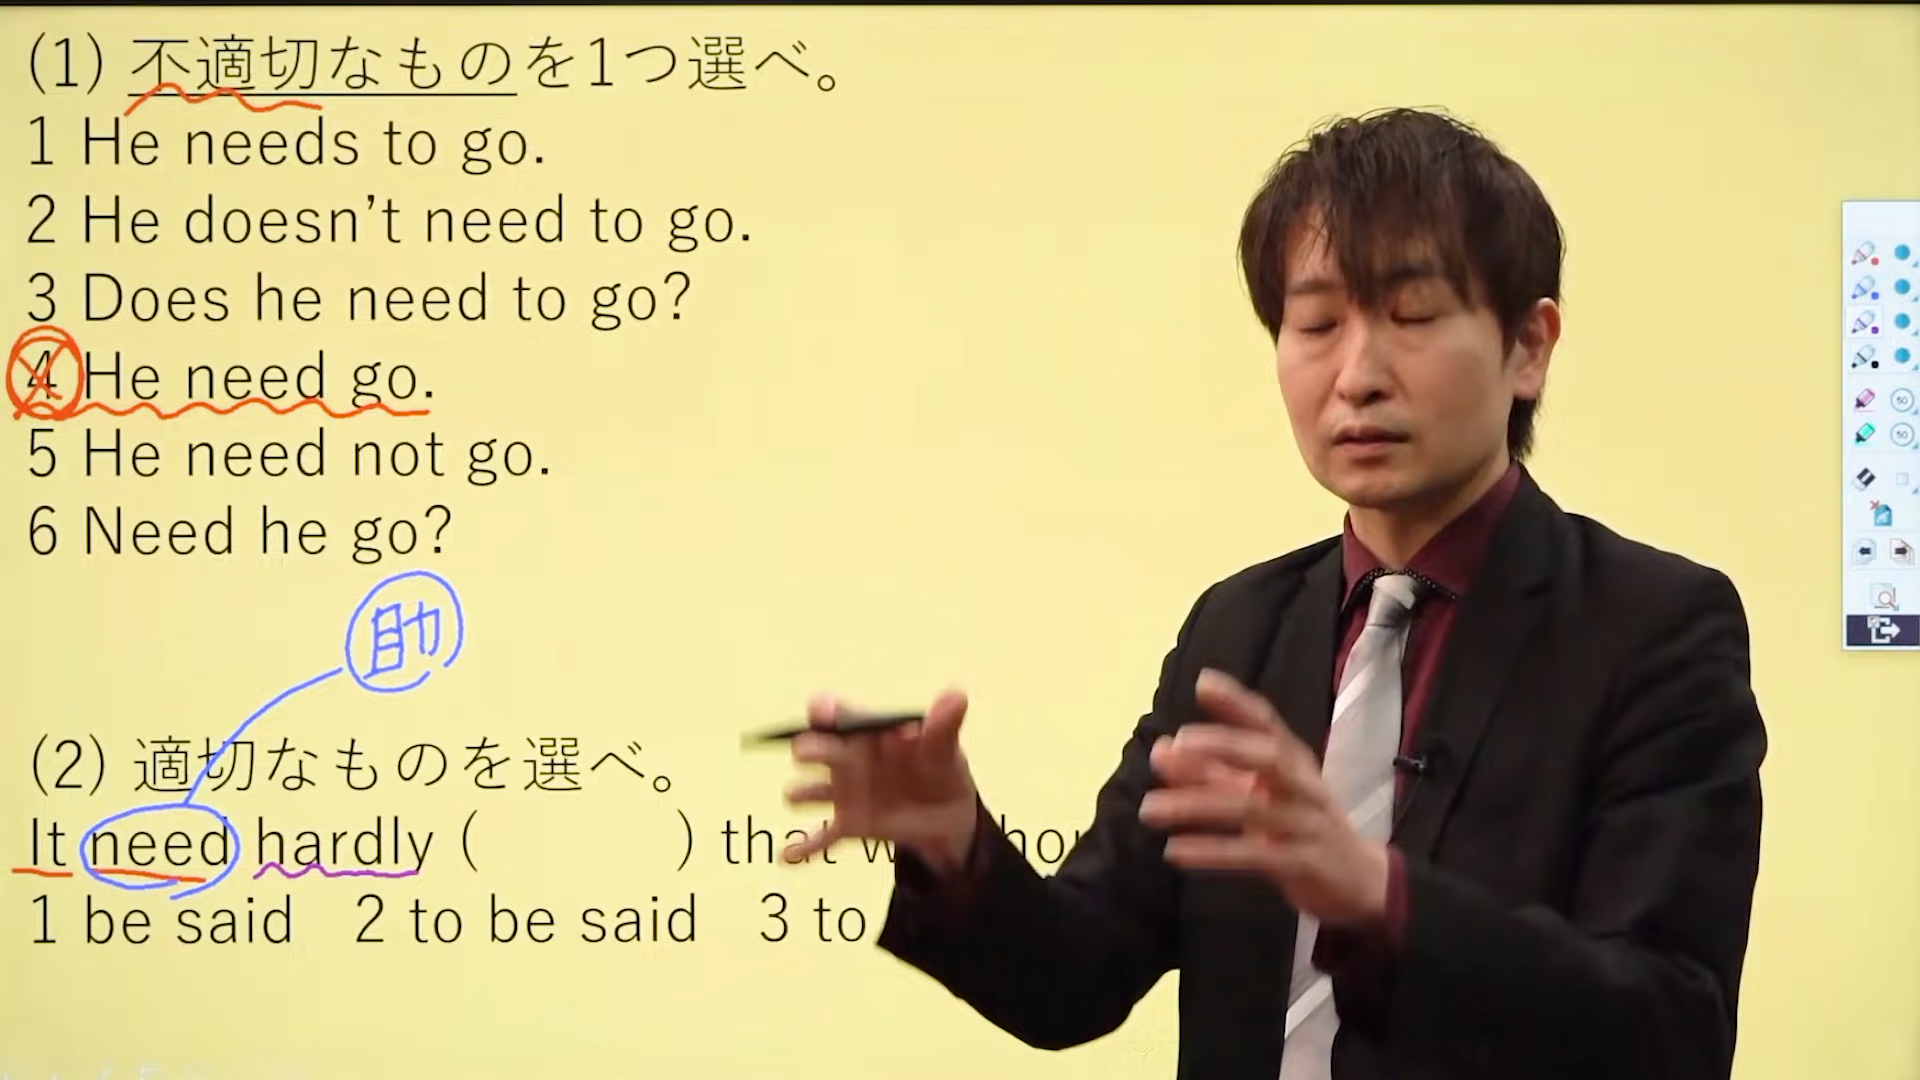 (1) 不適切なものを1つ選べ。
1 He needs to go.
2 He doesn't need to go.
3 Does he need to go?
4 He need go.
5 He need not go.
6 Need he go?
助
(2) 適切なものを選べ。
It need hardly ( ) that
1 be said 2 to be said 3 to